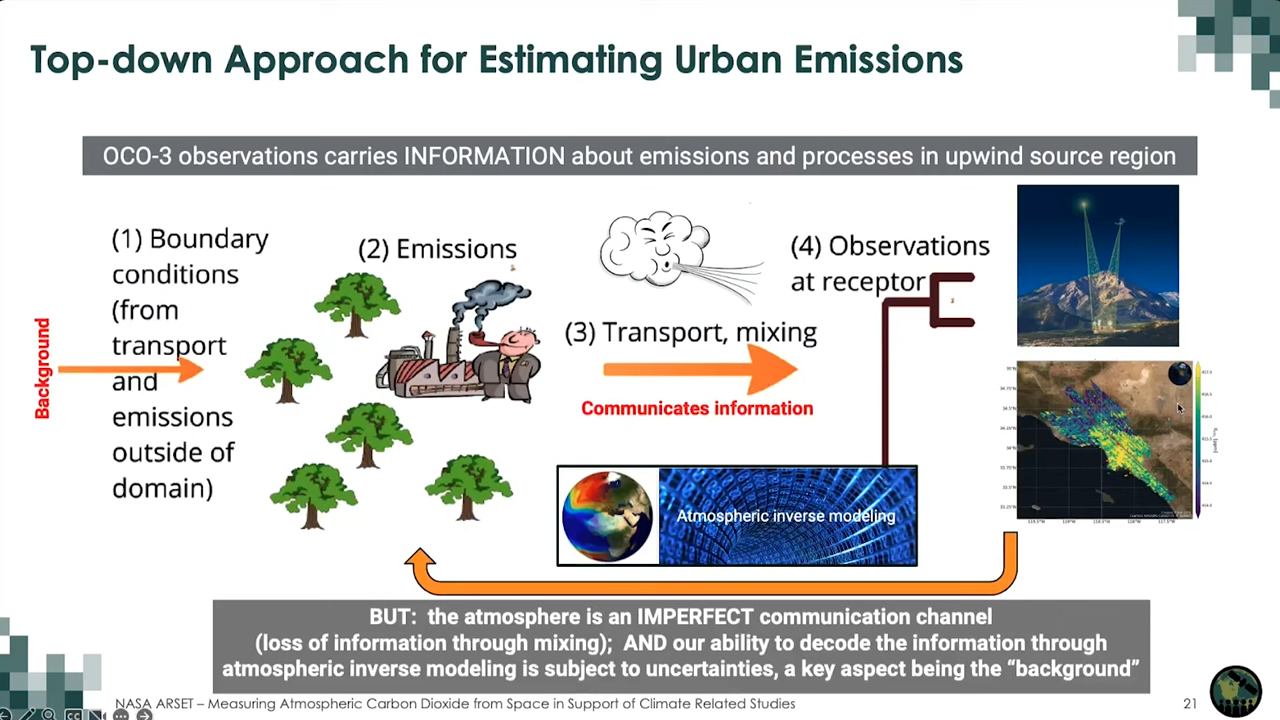 Top-down Approach for Estimating Urban Emissions
OCO-3 observations carries INFORMATION about emissions and processes in upwind source region
Background
(1) Boundary
conditions
(from
transport
and
emissions
outside of
domain)
(2) Emissions
(3) Transport, mixing
Communicates information
(4) Observations
at receptor
Atmospheric inverse modeling
BUT: the atmosphere is an IMPERFECT communication channel
(loss of information through mixing); AND our ability to decode the information through
atmospheric inverse modeling is subject to uncertainties, a key aspect being the “background”
NASA ARSET – Measuring Atmospheric Carbon Dioxide from Space in Support of Climate Related Studies
21